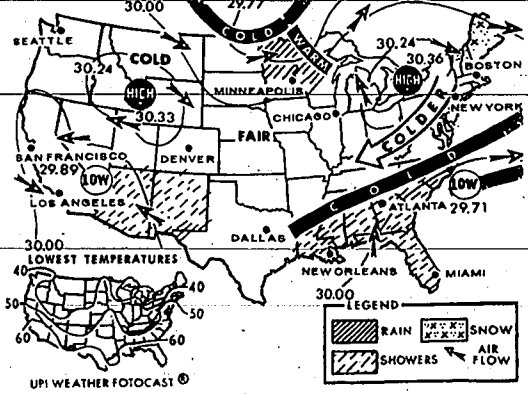 30.00
29.77
SEATTLE
COLD
COLD
WARM
30.24
30.24
30.36
HIGH
HIGH
BOSTON
MINNEAPOLIS
NEW YORK
30.33
CHICAGO
COLDER
FAIR
SAN FRANCISCO
DENVER
29.89
LOW
LOS ANGELES
COLD
LOW
ATLANTA
29.71
DALLAS
30.00
LOWEST TEMPERATURES
NEW ORLEANS
MIAMI
30.00
40
40
50
50
60
60
LEGEND
RAIN
SNOW
SHOWERS
AIR
FLOW
UPI WEATHER FOTOCAST ®